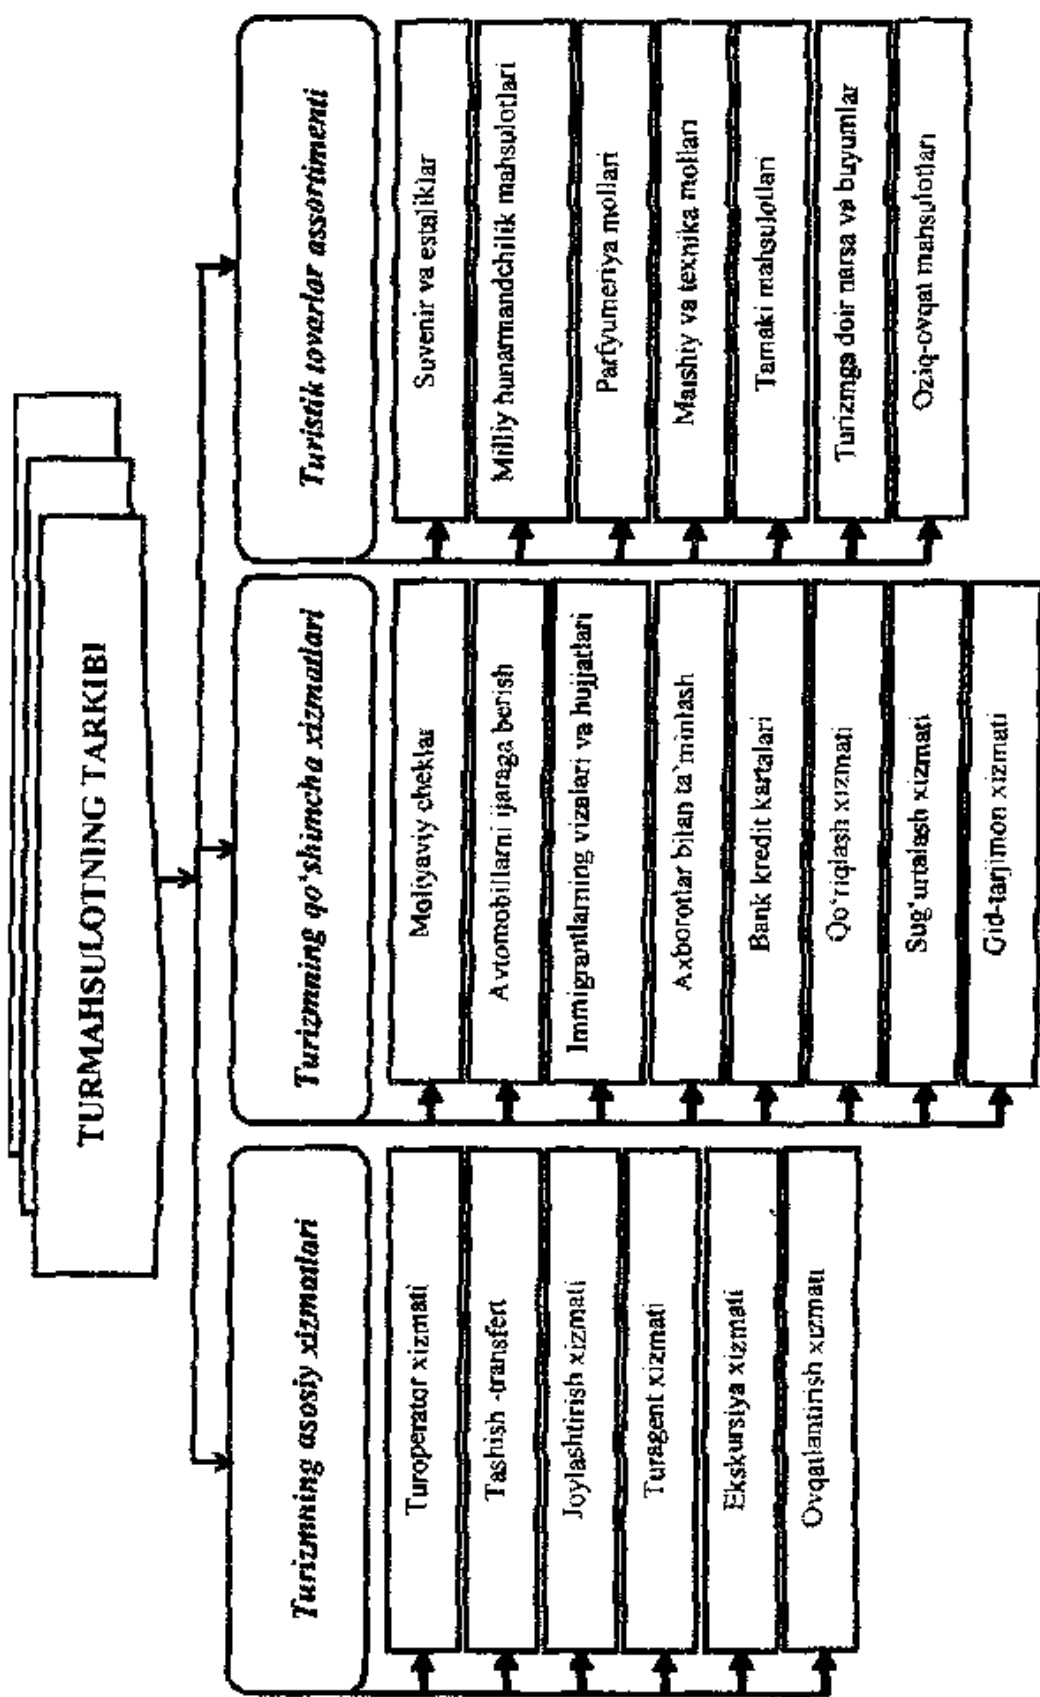 TURMAHSULOTNING TARKIBI
Turizmning asosiy xizmatlari
Turoperator xizmati
Tashish -transfert
Joylashtirish xizmati
Turagent xizmati
Ekskursiya xizmati
Ovqatlantirish xizmati
Turizmning qo‘shimcha xizmatlari
Moliyaviy cheklar
Avtomobillarni ijaraga berish
Immigrantlarning vizalari va hujjatlari
Axborotlar bilan ta`minlash
Bank kredit kartalari
Qo‘riqlash xizmati
Sug‘urtalash xizmati
Gid-tarjimon xizmati
Turistik tovarlar assortimenti
Suvenir va estaliklar
Milliy hunarmandchilik mahsulotlari
Parfyumeriya mollari
Maishiy va texnika mollari
Tamaki mahsulotlari
Turizmga doir narsa va buyumlar
Oziq-ovqat mahsulotlari